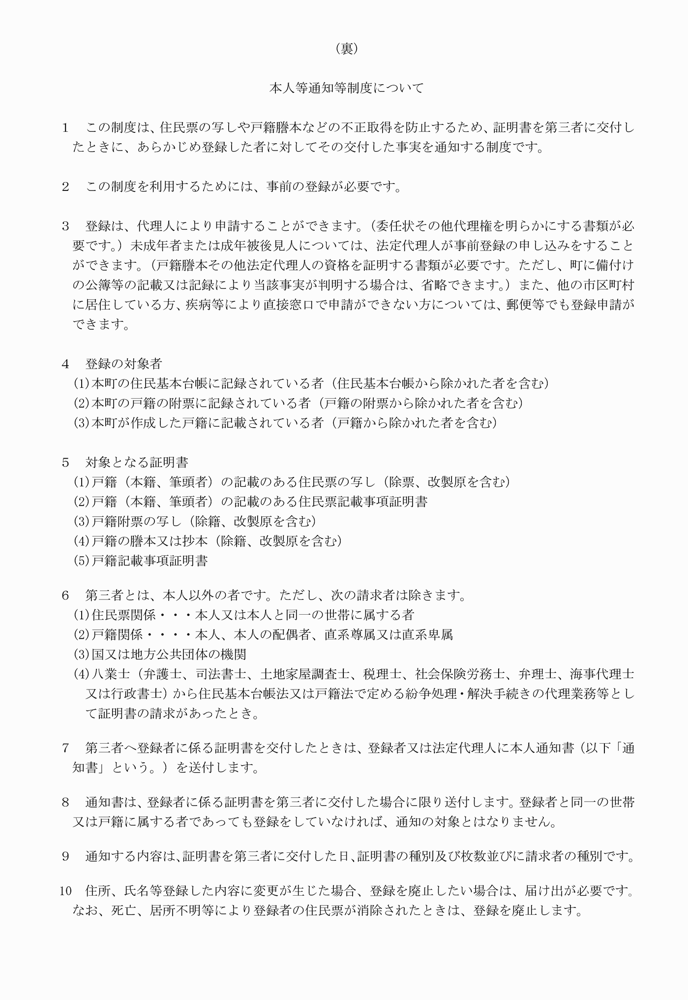 （裏）
本人等通知等制度について
１　この制度は、住民票の写しや戸籍謄本などの不正取得を防止するため、証明書を第三者に交付し
たときに、あらかじめ登録した者に対してその交付した事実を通知する制度です。
２　この制度を利用するためには、事前の登録が必要です。
３　登録は、代理人により申請することができます。（委任状その他代理権を明らかにする書類が必
要です。）未成年者または成年被後見人については、法定代理人が事前登録の申し込みをすること
ができます。（戸籍謄本その他法定代理人の資格を証明する書類が必要です。ただし、町に備付け
の公簿等の記載又は記録により当該事実が判明する場合は、省略できます。）また、他の市区町村
に居住している方、疾病等により直接窓口で申請ができない方については、郵便等でも登録申請が
できます。
４　登録の対象者
(1)本町の住民基本台帳に記録されている者（住民基本台帳から除かれた者を含む）
(2)本町の戸籍の附票に記録されている者（戸籍の附票から除かれた者を含む）
(3)本町が作成した戸籍に記載されている者（戸籍から除かれた者を含む）
５　対象となる証明書
(1)戸籍（本籍、筆頭者）の記載のある住民票の写し（除票、改製原を含む）
(2)戸籍（本籍、筆頭者）の記載のある住民票記載事項証明書
(3)戸籍附票の写し（除籍、改製原を含む）
(4)戸籍の謄本又は抄本（除籍、改製原を含む）
(5)戸籍記載事項証明書
６　第三者とは、本人以外の者です。ただし、次の請求者は除きます。
(1)住民票関係・・・本人又は本人と同一の世帯に属する者
(2)戸籍関係・・・・本人、本人の配偶者、直系尊属又は直系卑属
(3)国又は地方公共団体の機関
(4)八業士（弁護士、司法書士、土地家屋調査士、税理士、社会保険労務士、弁理士、海事代理士
又は行政書士）から住民基本台帳法又は戸籍法で定める紛争処理・解決手続きの代理業務等とし
て証明書の請求があったとき。
７　第三者へ登録者に係る証明書を交付したときは、登録者又は法定代理人に本人通知書（以下「通
知書」という。）を送付します。
８　通知書は、登録者に係る証明書を第三者に交付した場合に限り送付します。登録者と同一の世帯
又は戸籍に属する者であっても登録をしていなければ、通知の対象とはなりません。
９　通知する内容は、証明書を第三者に交付した日、証明書の種別及び枚数並びに請求者の種別です。
10　住所、氏名等登録した内容に変更が生じた場合、登録を廃止したい場合は、届け出が必要です。
なお、死亡、居所不明等により登録者の住民票が消除されたときは、登録を廃止します。